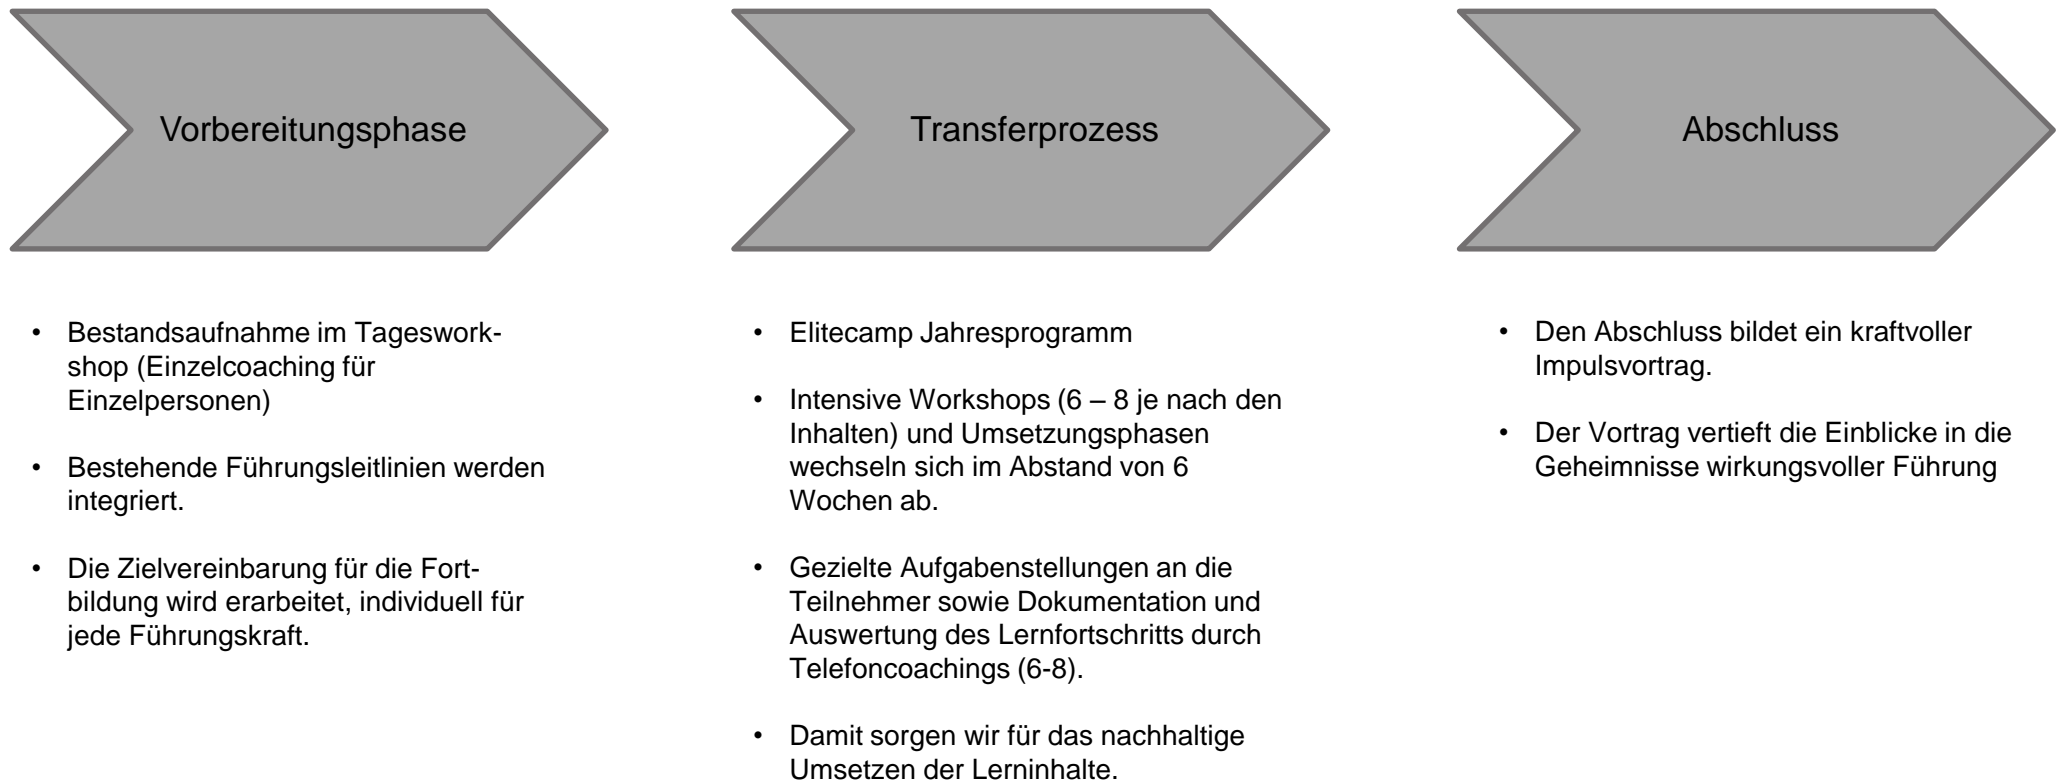 Vorbereitungsphase
Transferprozess
Abschluss
• Bestandsaufnahme im Tageswork-
shop (Einzelcoaching für
Einzelpersonen)
• Bestehende Führungsleitlinien werden
integriert.
• Die Zielvereinbarung für die Fort-
bildung wird erarbeitet, individuell für
jede Führungskraft.
• Elitecamp Jahresprogramm
• Intensive Workshops (6 – 8 je nach den
Inhalten) und Umsetzungsphasen
wechseln sich im Abstand von 6
Wochen ab.
• Gezielte Aufgabenstellungen an die
Teilnehmer sowie Dokumentation und
Auswertung des Lernfortschritts durch
Telefoncoachings (6-8).
• Damit sorgen wir für das nachhaltige
Umsetzen der Lerninhalte.
• Den Abschluss bildet ein kraftvoller
Impulsvortrag.
• Der Vortrag vertieft die Einblicke in die
Geheimnisse wirkungsvoller Führung